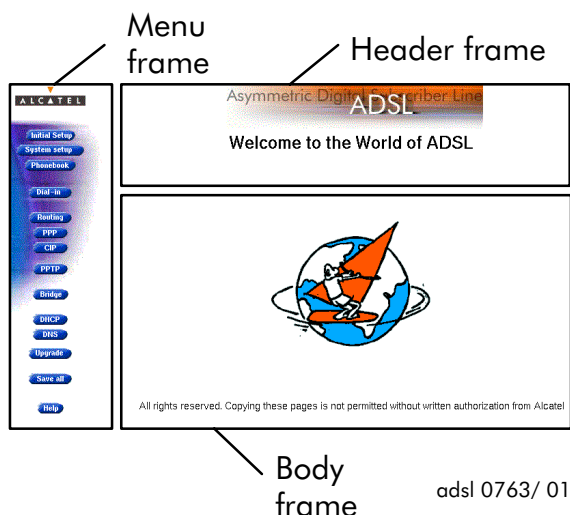 Menu
frame
Header frame
ALCATEL
Initial Setup
System setup
Phonebook
Dial-in
Routing
PPP
CIP
PPTP
Bridge
DHCP
DNS
Upgrade
Save all
Help
Asymmetric Digital Subscriber Line
ADSL
Welcome to the World of ADSL
All rights reserved. Copying these pages is not permitted without written authorization from Alcatel
Body
frame
adsl 0763/ 01